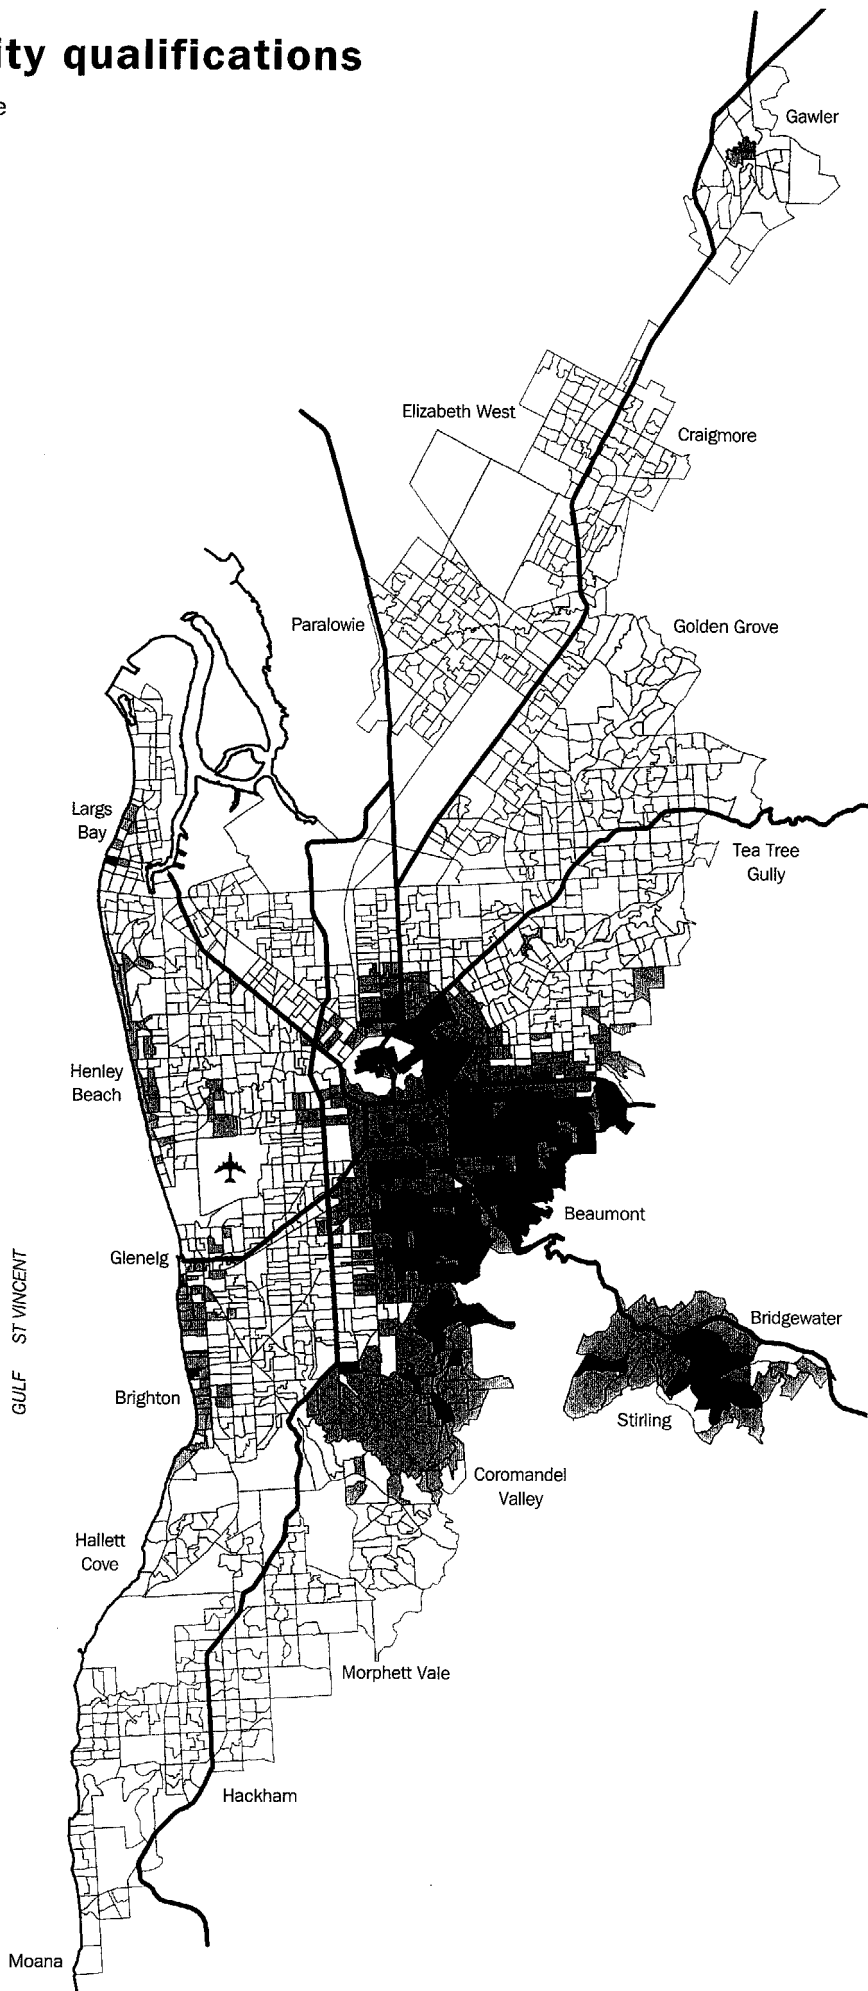 ity qualifications
e
Gawler
Elizabeth West
Craigmore
Paralowie
Golden Grove
Largs
Bay
Tea Tree
Gully
Henley
Beach
Beaumont
Glenelg
GULF ST VINCENT
Bridgewater
Brighton
Stirling
Coromandel
Valley
Hallett
Cove
Morphett Vale
Hackham
Moana